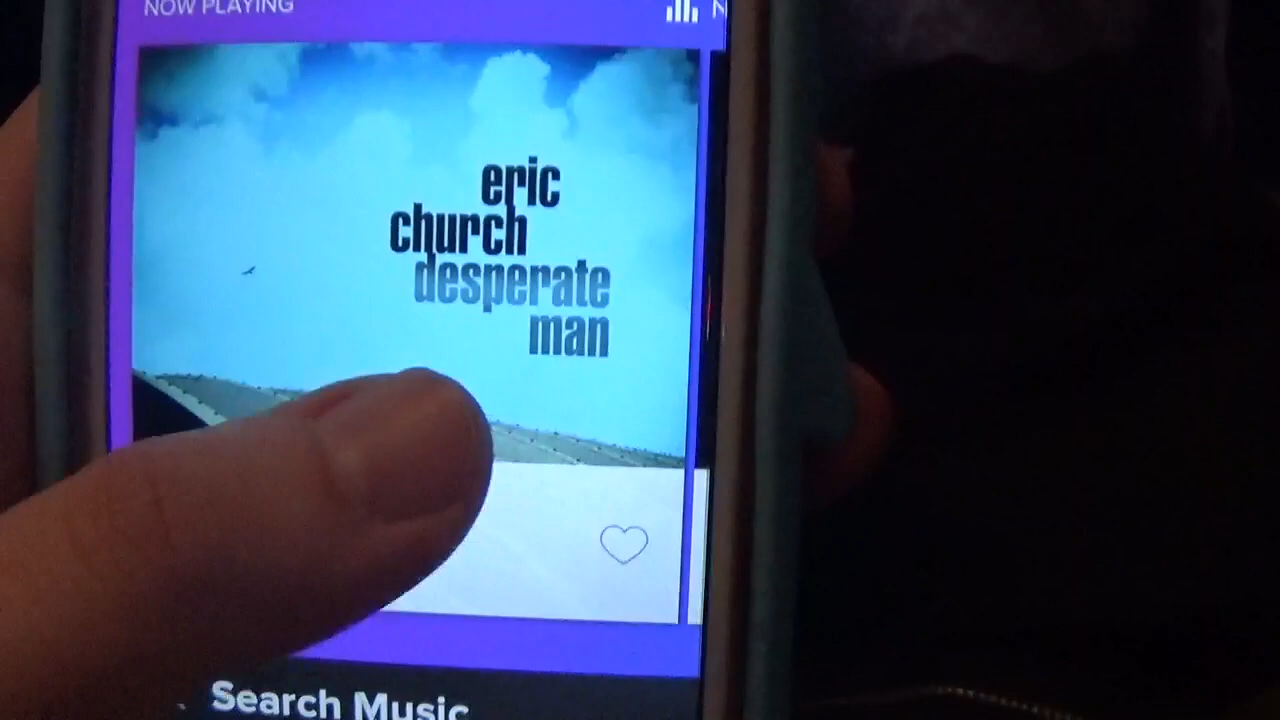 NOW PLAYING
eric
church
desperate
man
Search Music